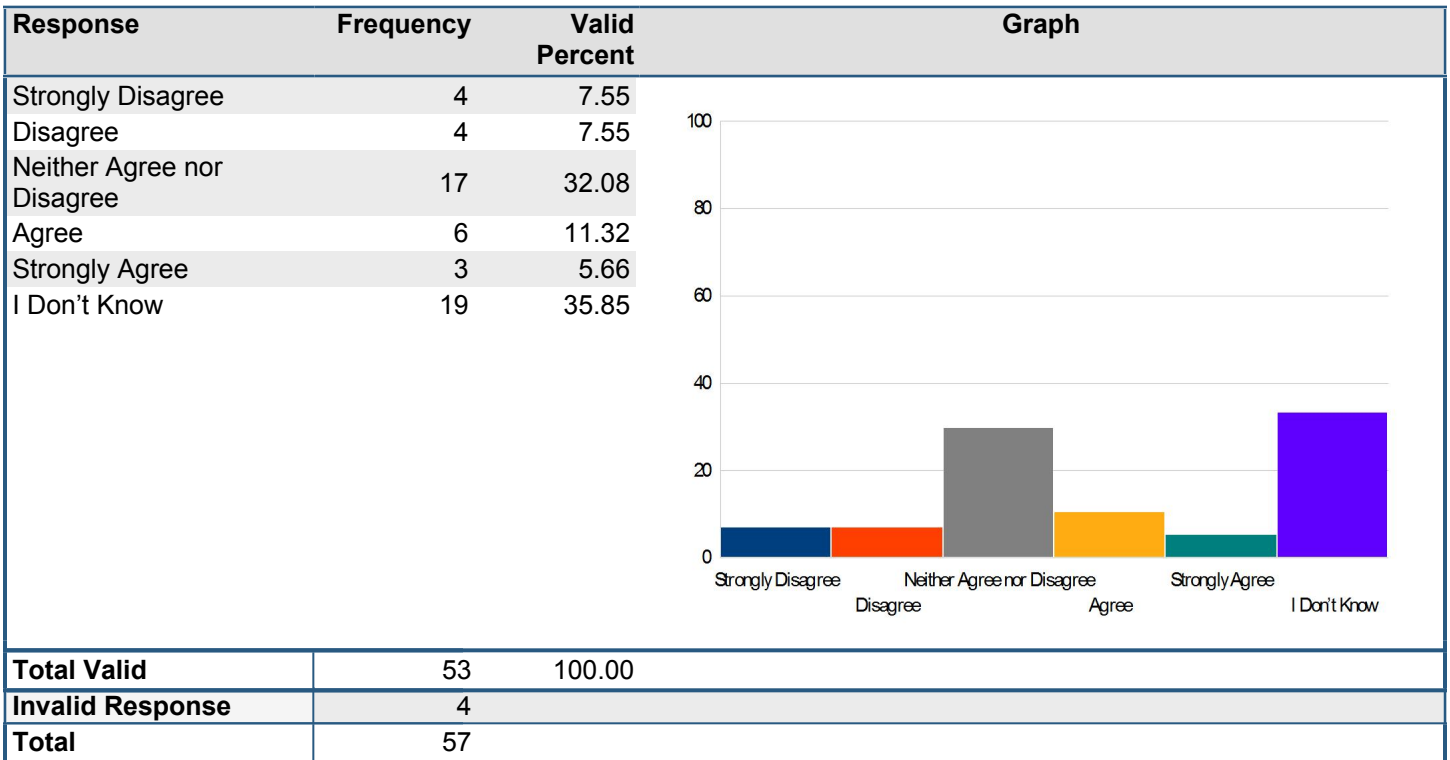 Response Frequency Valid Percent Graph
Strongly Disagree 4 7.55
Disagree 4 7.55
Neither Agree nor Disagree 17 32.08
Agree 6 11.32
Strongly Agree 3 5.66
I Don’t Know 19 35.85
100
80
60
40
20
0
Strongly Disagree Neither Agree nor Disagree Strongly Agree
Disagree Agree I Don’t Know
Total Valid 53 100.00
Invalid Response 4
Total 57